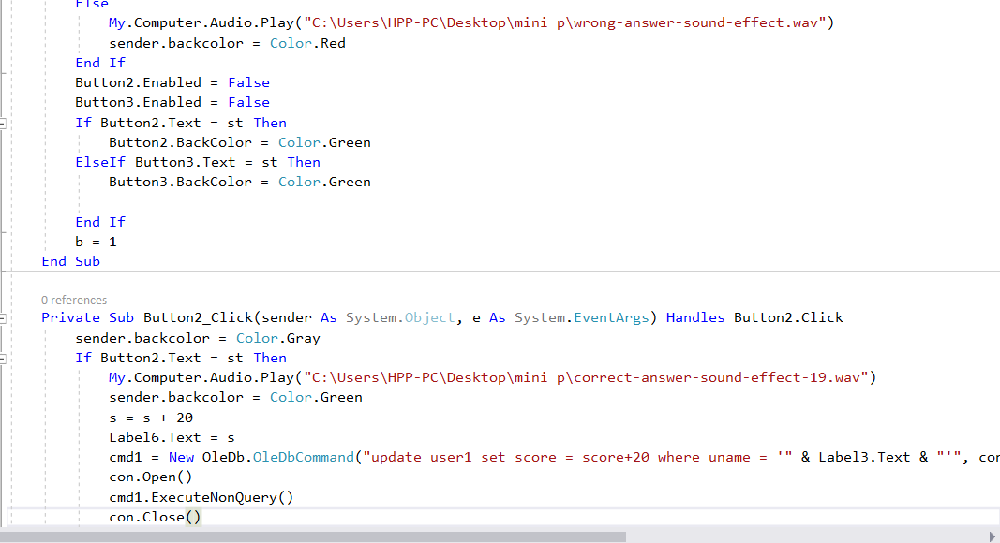 Else
My.Computer.Audio.Play("C:\Users\HPP-PC\Desktop\mini p\wrong-answer-sound-effect.wav")
sender.backcolor = Color.Red
End If
Button2.Enabled = False
Button3.Enabled = False
If Button2.Text = st Then
Button2.BackColor = Color.Green
ElseIf Button3.Text = st Then
Button3.BackColor = Color.Green
End If
b = 1
End Sub
0 references
Private Sub Button2_Click(sender As System.Object, e As System.EventArgs) Handles Button2.Click
sender.backcolor = Color.Gray
If Button2.Text = st Then
My.Computer.Audio.Play("C:\Users\HPP-PC\Desktop\mini p\correct-answer-sound-effect-19.wav")
sender.backcolor = Color.Green
s = s + 20
Label6.Text = s
cmd1 = New OleDb.OleDbCommand("update user1 set score = score+20 where uname = '" & Label3.Text & "'", con
con.Open()
cmd1.ExecuteNonQuery()
con.Close()